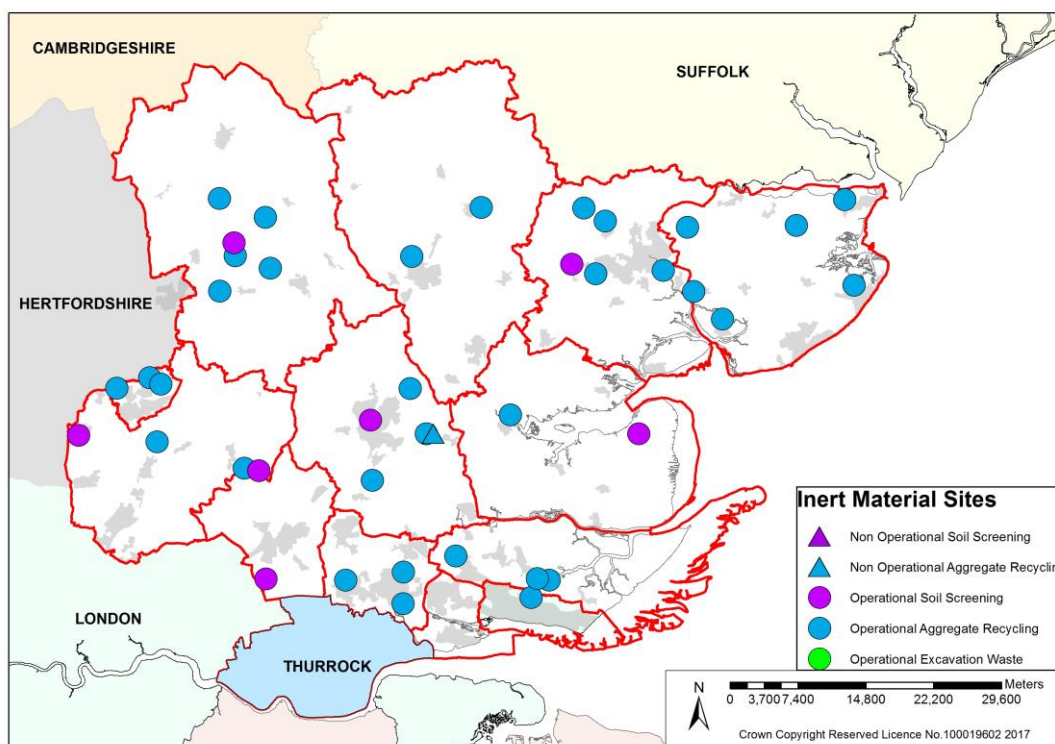 CAMBRIDGESHIRE
SUFFOLK
HERTFORDSHIRE
LONDON
THURROCK
Inert Material Sites
Non Operational Soil Screening
Non Operational Aggregate Recyclin
Operational Soil Screening
Operational Aggregate Recycling
Operational Excavation Waste
N
Meters
0 3,7007,400 14,800 22,200 29,600
Crown Copyright Reserved Licence No.100019602 2017